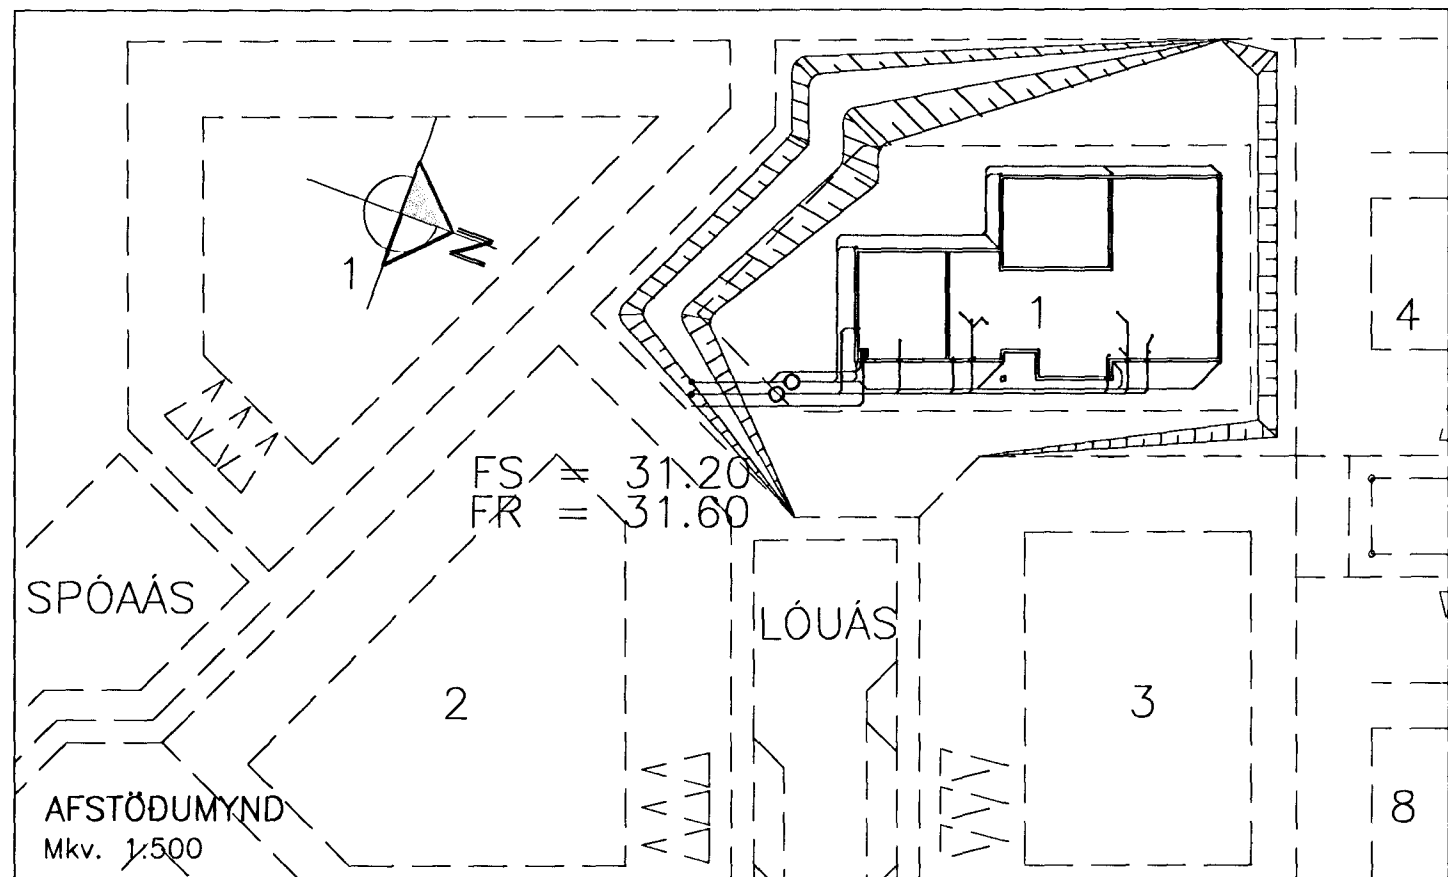 N
1
1
4
FS = 31.20
FR = 31.60
SPÓAÁS
LÓUÁS
2
3
8
AFSTÖÐUMYND
Mkv. 1:500